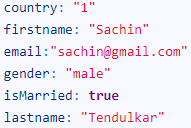 country: "1"
firstname: "Sachin"
email:"sachin@gmail.com"
gender: "male"
isMarried: true
lastname: "Tendulkar"